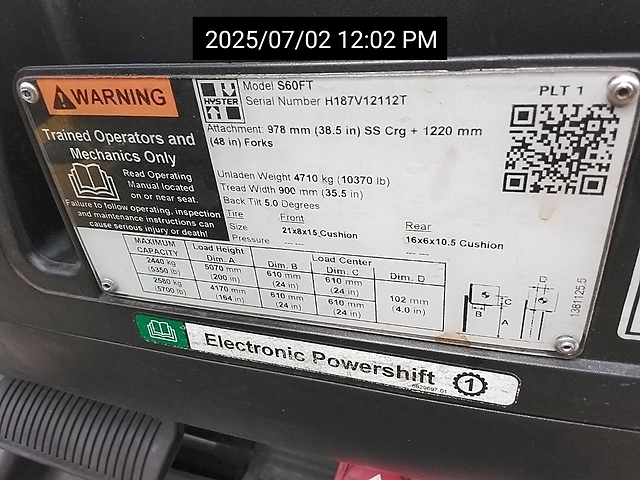 2025/07/02 12:02 PM
WARNING
Trained Operators and
Mechanics Only
Read Operating
Manual located
on or near seat.
Failure to follow operating, inspection
and maintenance instructions can
cause serious injury or death!
HYSTER
Model S60FT
Serial Number H187V12112T
PLT 1
Attachment: 978 mm (38.5 in) SS Crg + 1220 mm
(48 in) Forks
Unladen Weight 4710 kg (10370 lb)
Tread Width 900 mm (35.5 in)
Back Tilt 5.0 Degrees
Tire Front Rear
Size 21x8x15,Cushion 16x6x10.5 Cushion
Pressure --- --- --- ---
MAXIMUM CAPACITY Load Height Dim. A Load Center Dim. B Dim. C Dim. D
2440 kg (5350 lb) 5070 mm (200 in) 610 mm (24 in) 610 mm (24 in)
2580 kg (5700 lb) 4170 mm (164 in) 610 mm (24 in) 610 mm (24 in) 102 mm (4.0 in)
D
C
B
A
1381125.5
Electronic Powershift 1